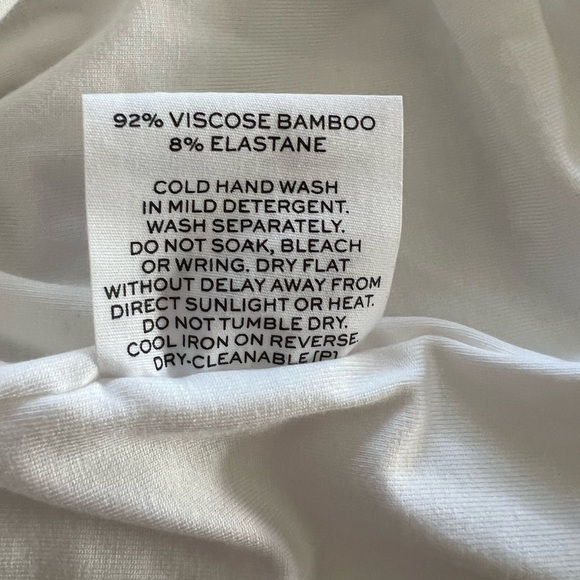 92% VISCOSE BAMBOO
8% ELASTANE
COLD HAND WASH
IN MILD DETERGENT.
WASH SEPARATELY.
DO NOT SOAK, BLEACH
OR WRING. DRY FLAT
WITHOUT DELAY AWAY FROM
DIRECT SUNLIGHT OR HEAT.
DO NOT TUMBLE DRY.
COOL IRON ON REVERSE.
DRY-CLEANABLE [P]